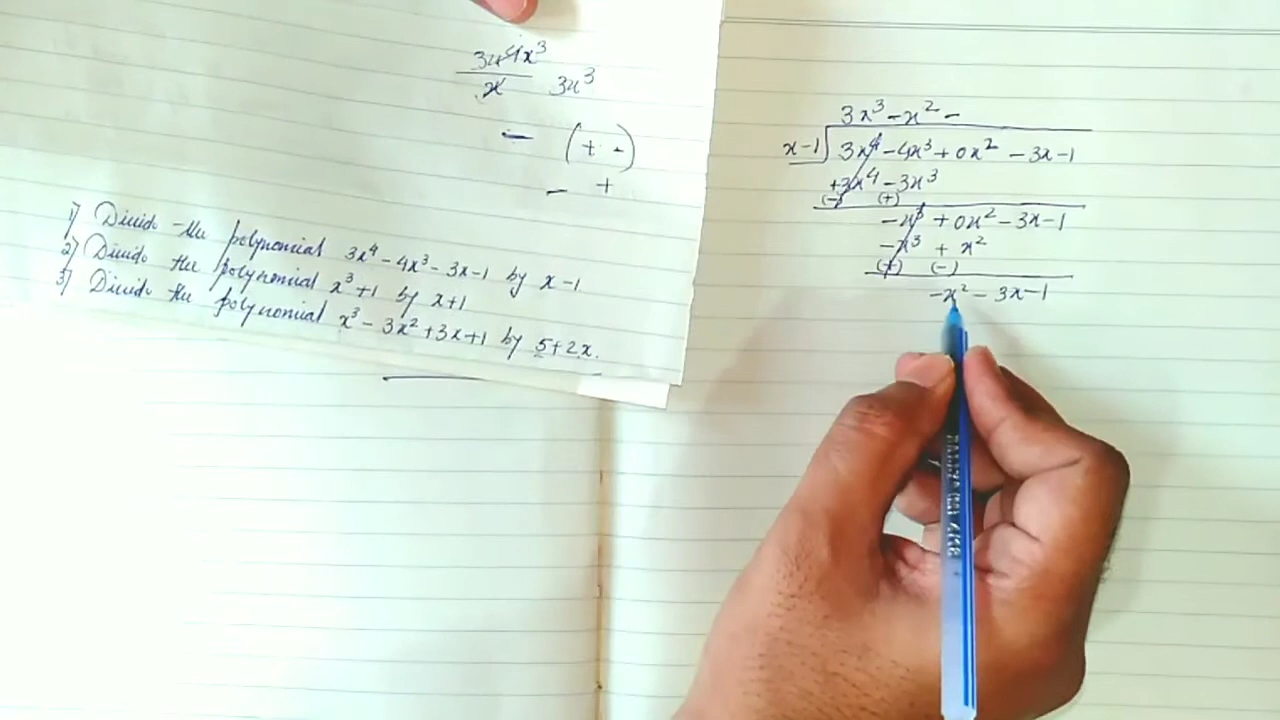 3x⁴4x³
x 3x³
− (+ -)
− +
1) Divide the polynomial 3x⁴ - 4x³ - 3x - 1 by x - 1
2) Divide the polynomial x³ + 1 by x + 1
3) Divide the polynomial x³ - 3x² + 3x + 1 by 5 + 2x.
3x³ - x² -
x - 1 ) 3x⁴ - 4x³ + 0x² - 3x - 1
+3x⁴ - 3x³
(-) (+)
- x³ + 0x² - 3x - 1
- x³ + x²
(+) (-)
- x² - 3x - 1